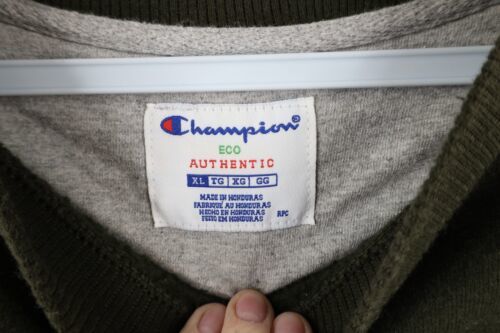 Champion
ECO
AUTHENTIC
XL TG XG GG
MADE IN HONDURAS
FABRIQUÉ AU HONDURAS
HECHO EN HONDURAS
FEITO EM HONDURAS RPC